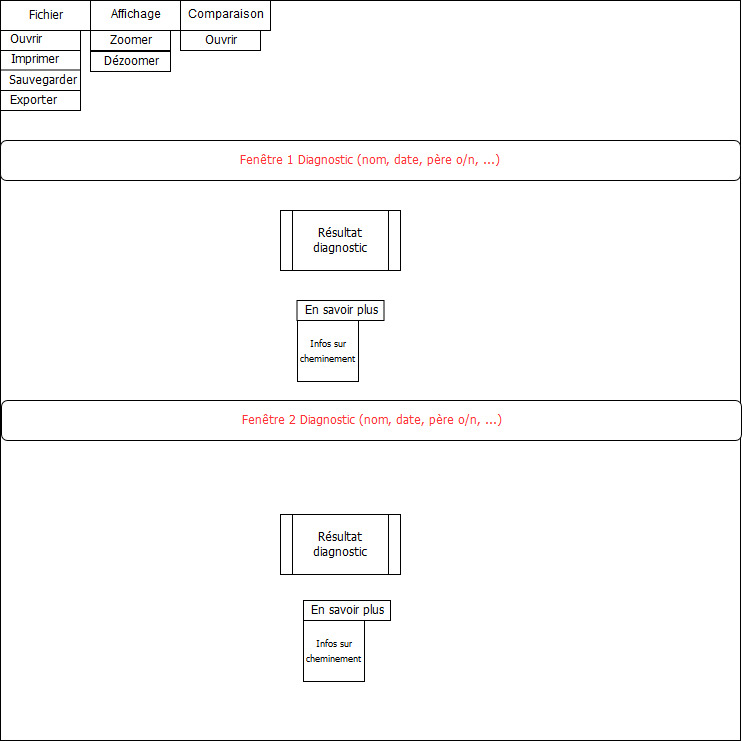 Fichier
Affichage
Comparaison
Ouvrir
Zoomer
Ouvrir
Imprimer
Dézoomer
Sauvegarder
Exporter
Fenêtre 1 Diagnostic (nom, date, père o/n, ...)
Résultat
diagnostic
En savoir plus
Infos sur
cheminement
Fenêtre 2 Diagnostic (nom, date, père o/n, ...)
Résultat
diagnostic
En savoir plus
Infos sur
cheminement